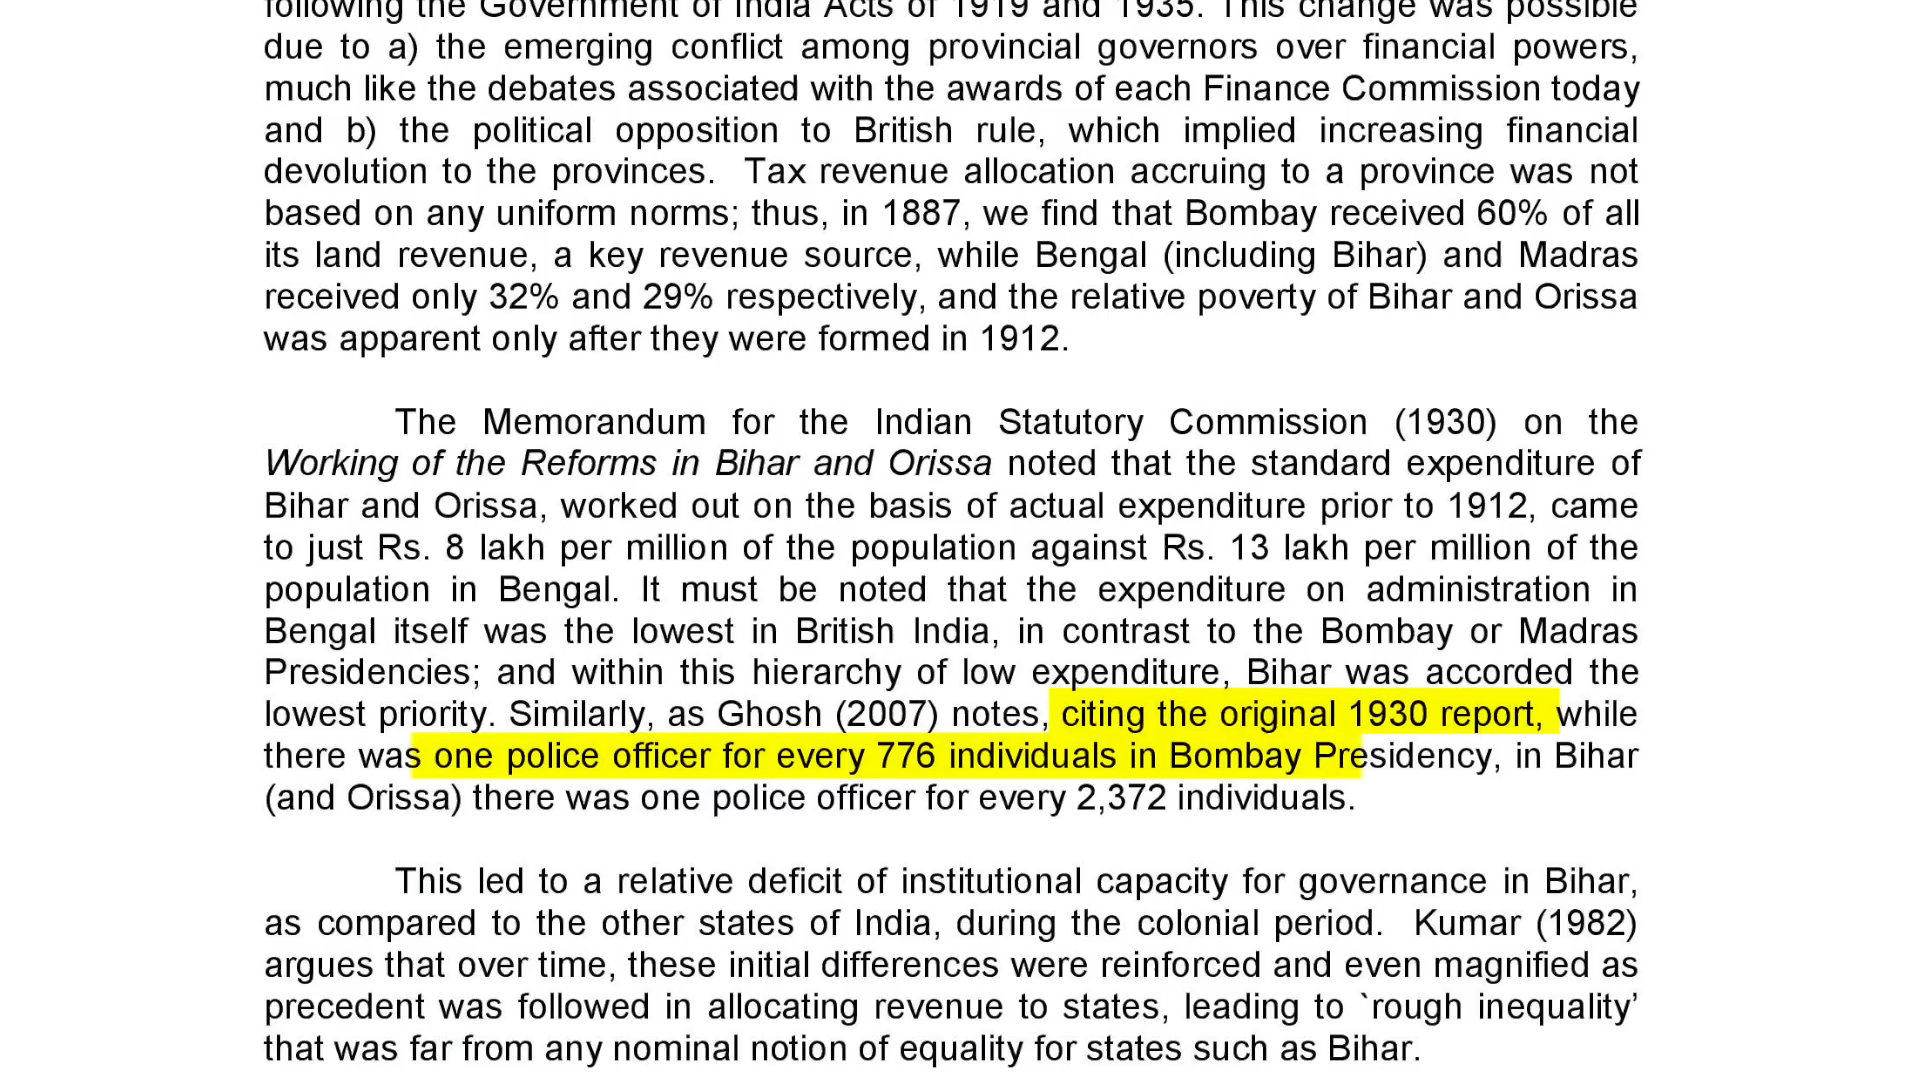 following the Government of India Acts of 1919 and 1935. This change was possible
due to a) the emerging conflict among provincial governors over financial powers,
much like the debates associated with the awards of each Finance Commission today
and b) the political opposition to British rule, which implied increasing financial
devolution to the provinces. Tax revenue allocation accruing to a province was not
based on any uniform norms; thus, in 1887, we find that Bombay received 60% of all
its land revenue, a key revenue source, while Bengal (including Bihar) and Madras
received only 32% and 29% respectively, and the relative poverty of Bihar and Orissa
was apparent only after they were formed in 1912.
The Memorandum for the Indian Statutory Commission (1930) on the
Working of the Reforms in Bihar and Orissa noted that the standard expenditure of
Bihar and Orissa, worked out on the basis of actual expenditure prior to 1912, came
to just Rs. 8 lakh per million of the population against Rs. 13 lakh per million of the
population in Bengal. It must be noted that the expenditure on administration in
Bengal itself was the lowest in British India, in contrast to the Bombay or Madras
Presidencies; and within this hierarchy of low expenditure, Bihar was accorded the
lowest priority. Similarly, as Ghosh (2007) notes, citing the original 1930 report, while
there was one police officer for every 776 individuals in Bombay Presidency, in Bihar
(and Orissa) there was one police officer for every 2,372 individuals.
This led to a relative deficit of institutional capacity for governance in Bihar,
as compared to the other states of India, during the colonial period. Kumar (1982)
argues that over time, these initial differences were reinforced and even magnified as
precedent was followed in allocating revenue to states, leading to `rough inequality’
that was far from any nominal notion of equality for states such as Bihar.